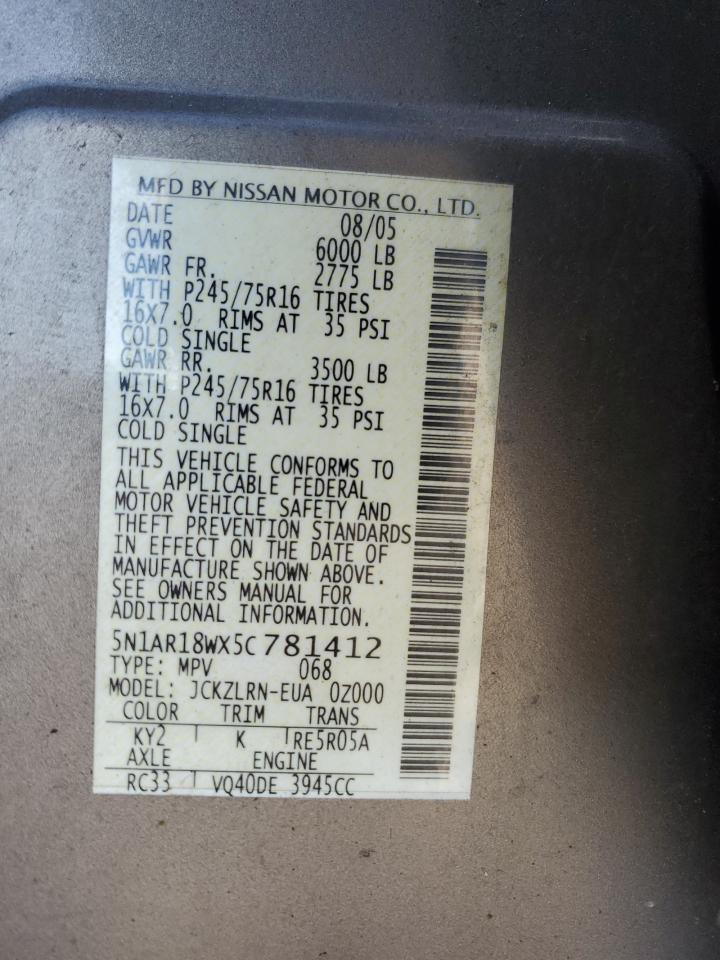 MFD BY NISSAN MOTOR CO., LTD.
DATE 08/05
GVWR 6000 LB
GAWR FR. 2775 LB
WITH P245/75R16 TIRES
16X7.0 RIMS AT 35 PSI
COLD SINGLE
GAWR RR. 3500 LB
WITH P245/75R16 TIRES
16X7.0 RIMS AT 35 PSI
COLD SINGLE
THIS VEHICLE CONFORMS TO
ALL APPLICABLE FEDERAL
MOTOR VEHICLE SAFETY AND
THEFT PREVENTION STANDARDS
IN EFFECT ON THE DATE OF
MANUFACTURE SHOWN ABOVE.
SEE OWNERS MANUAL FOR
ADDITIONAL INFORMATION.
5N1AR18WX5C781412
TYPE: MPV 068
MODEL: JCKZLRN-EUA 0Z000
COLOR TRIM TRANS
KY2 K RE5R05A
AXLE ENGINE
RC33 VQ40DE 3945CC